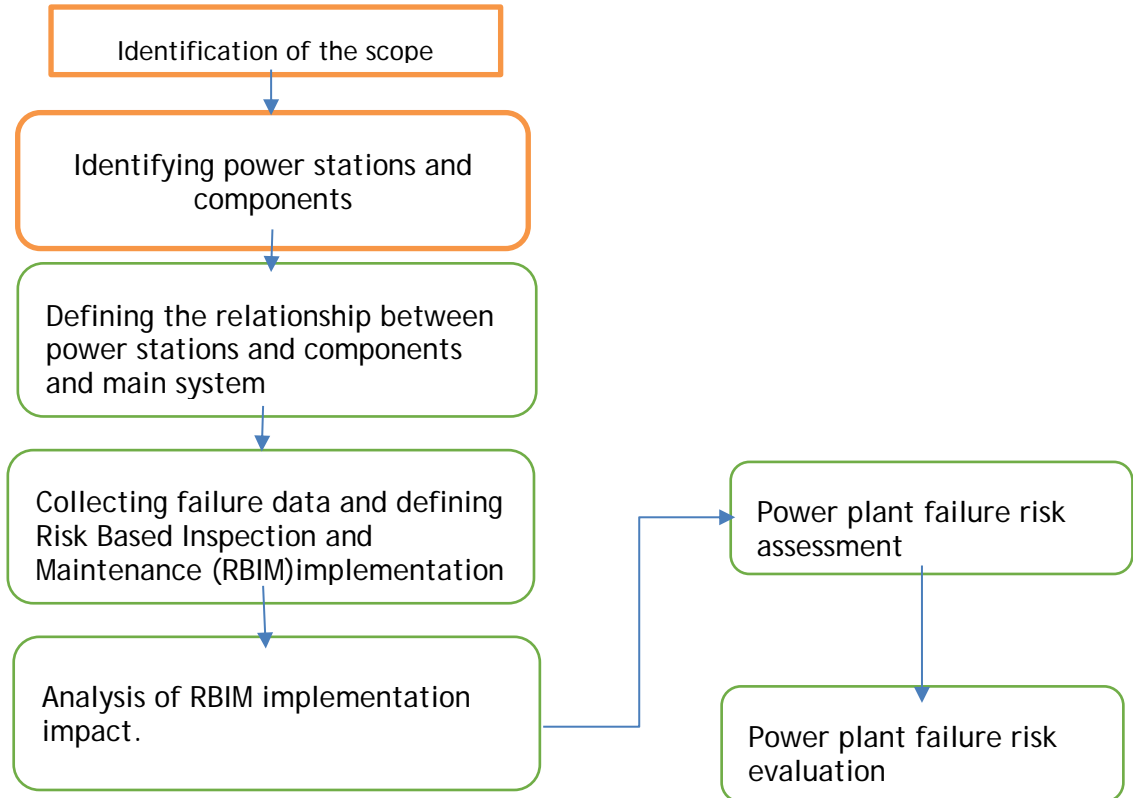 Identification of the scope
Identifying power stations and
components
Defining the relationship between
power stations and components
and main system
Collecting failure data and defining
Risk Based Inspection and
Maintenance (RBIM)implementation
Analysis of RBIM implementation
impact.
Power plant failure risk
assessment
Power plant failure risk
evaluation